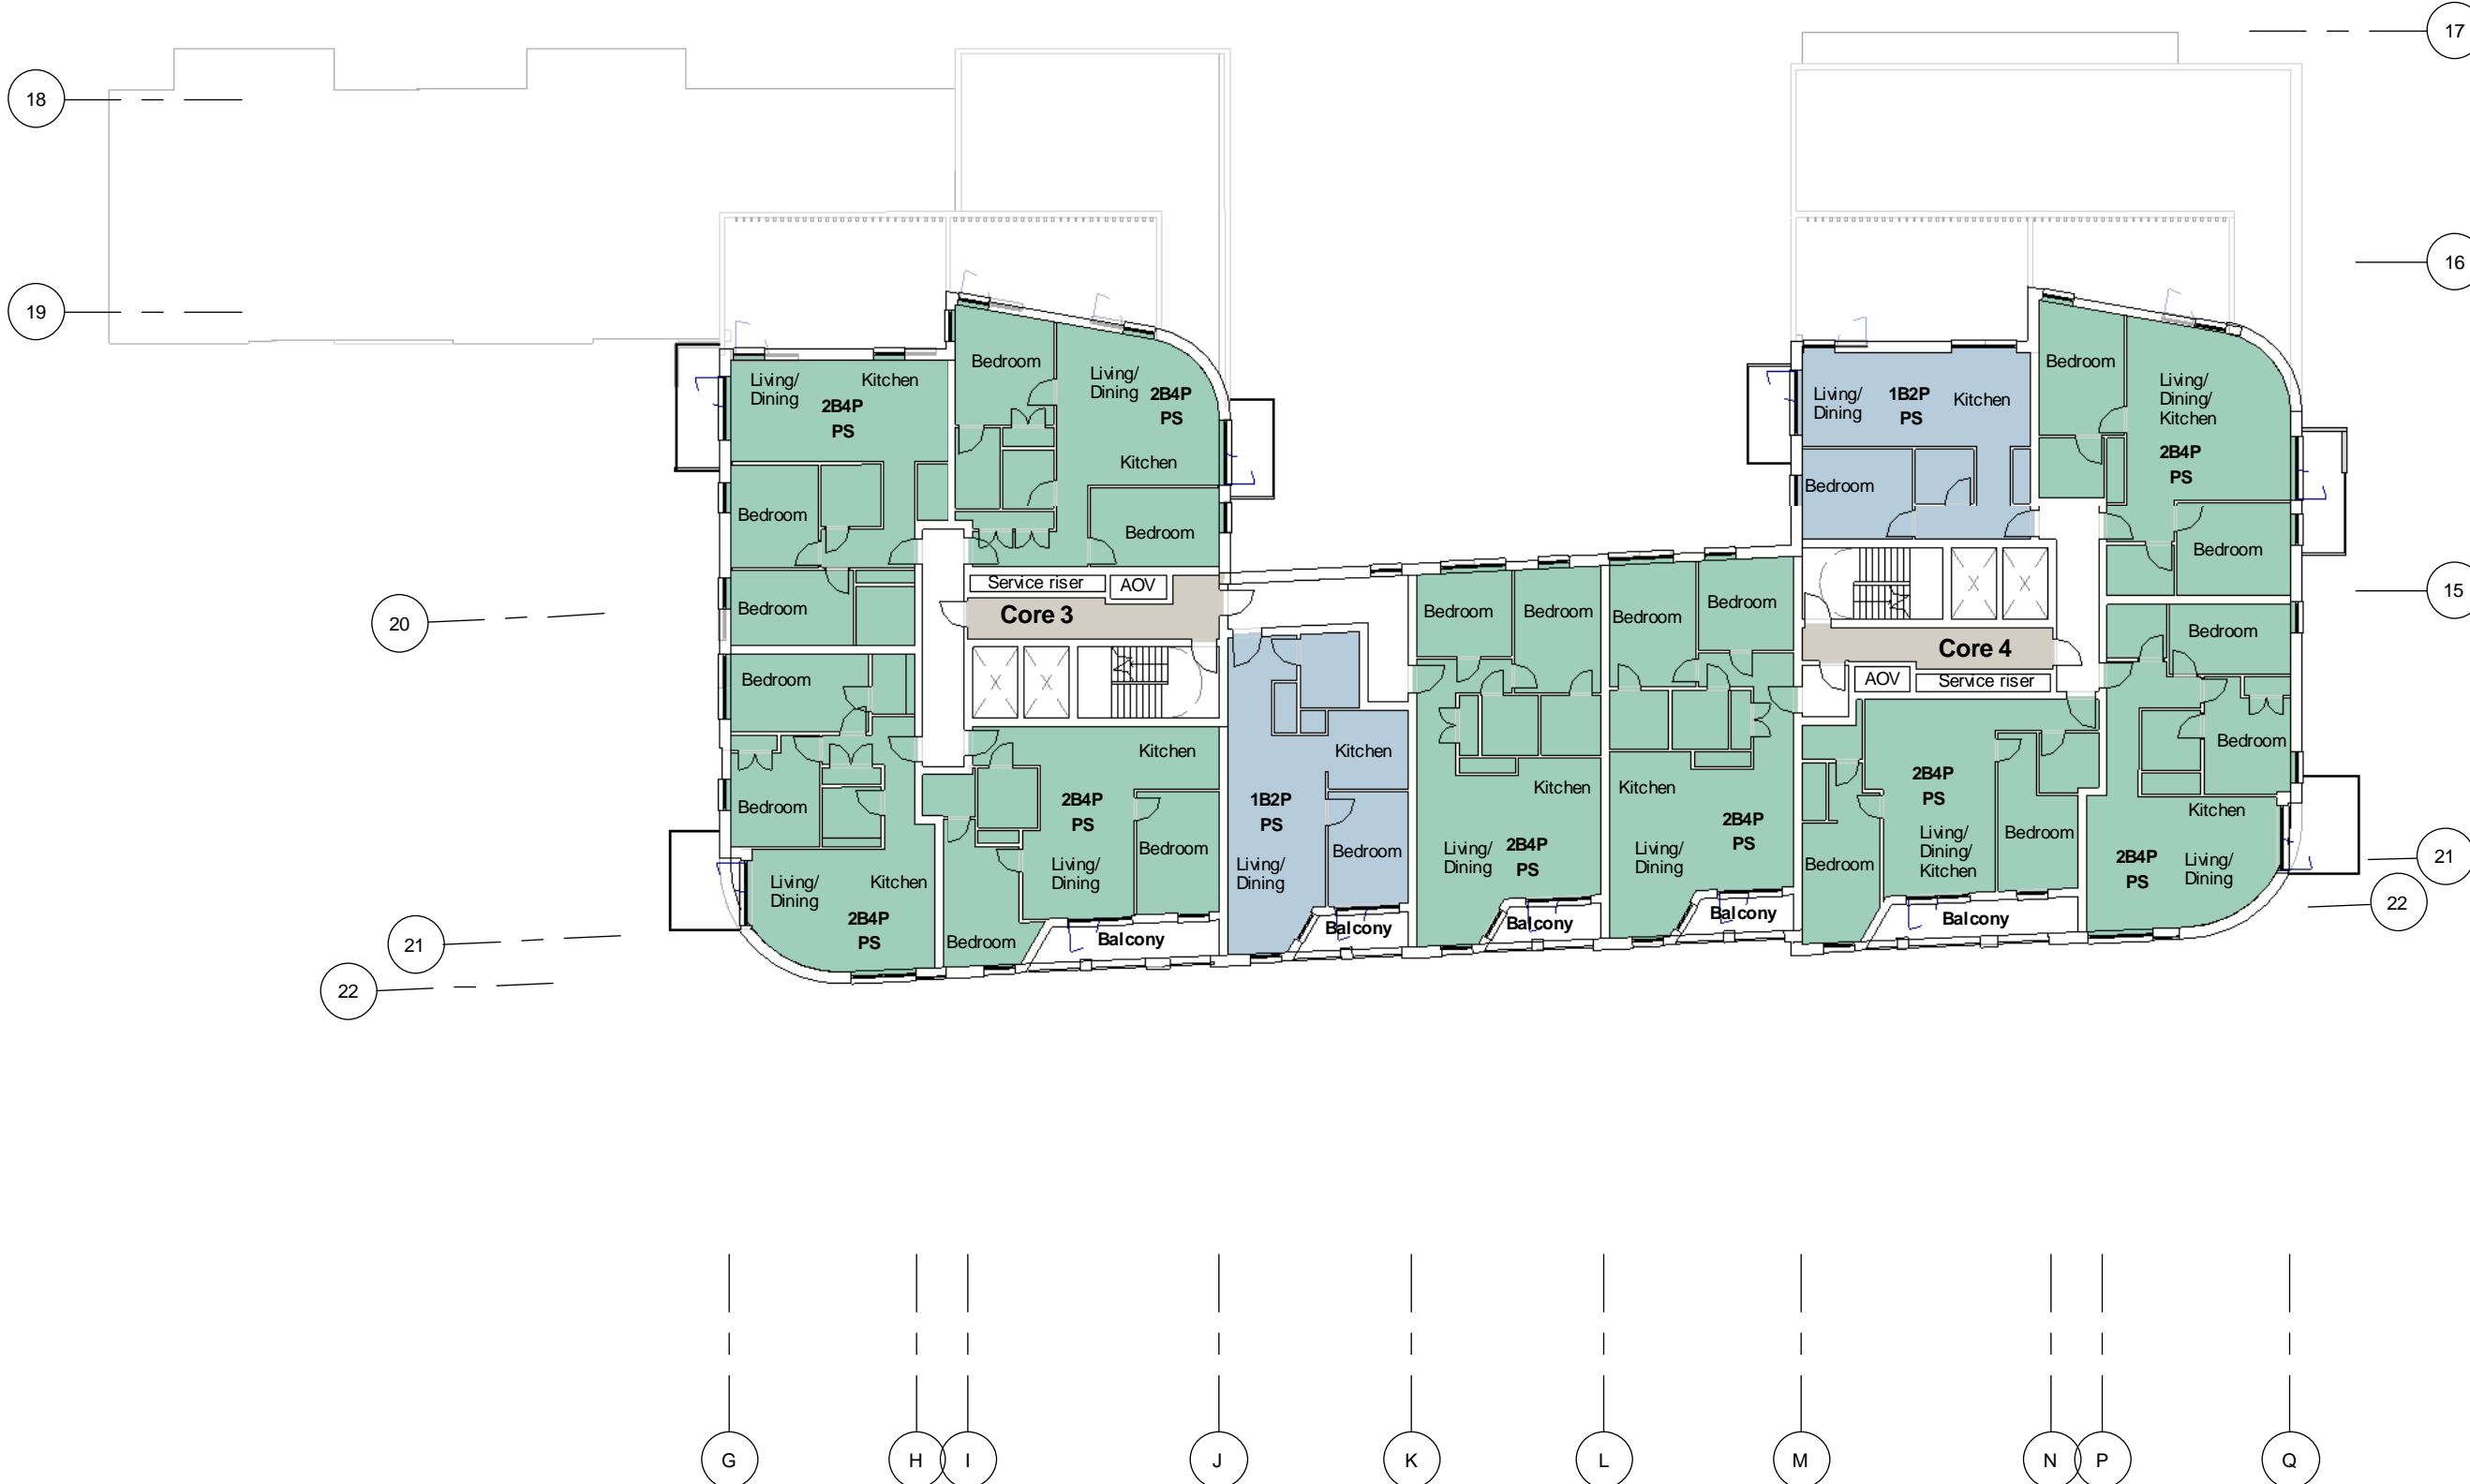 17
18
16
19
Bedroom
Living/
Dining
2B4P
PS
Kitchen
Living/
Dining
Kitchen
2B4P
PS
Bedroom
Bedroom
Bedroom
Living/
Dining
1B2P
PS
Kitchen
Bedroom
Bedroom
Living/
Dining/
Kitchen
2B4P
PS
Bedroom
Service riser
AOV
Core 3
20
15
Bedroom
Bedroom
Bedroom
Bedroom
Core 4
AOV
Service riser
Bedroom
Bedroom
Bedroom
Bedroom
Living/
Dining
Kitchen
2B4P
PS
Kitchen
2B4P
PS
Living/
Dining
Bedroom
Bedroom
Balcony
Kitchen
1B2P
PS
Living/
Dining
Bedroom
Balcony
Kitchen
Living/
Dining
2B4P
PS
Balcony
Kitchen
2B4P
PS
Living/
Dining
Balcony
2B4P
PS
Living/
Dining/
Kitchen
Bedroom
Bedroom
Balcony
Kitchen
2B4P
PS
Living/
Dining
21
22
21
22
G
H
I
J
K
L
M
N
P
Q